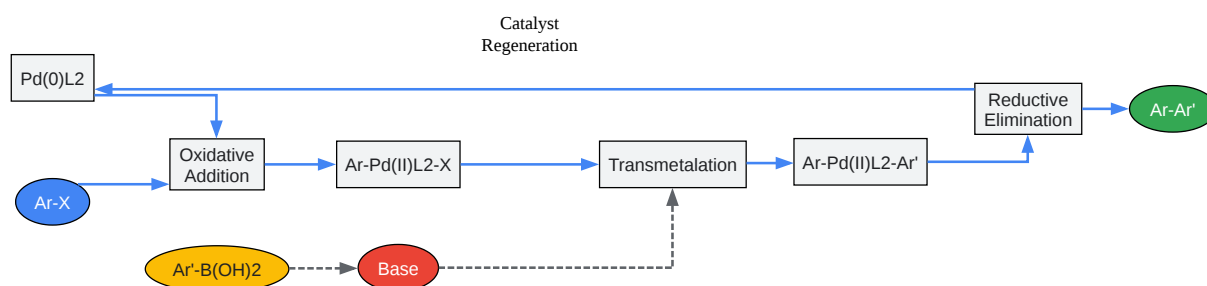 Catalyst
Regeneration
Pd(0)L2
Reductive
Elimination
Ar-Ar'
Oxidative
Addition
Ar-Pd(II)L2-X
Transmetalation
Ar-Pd(II)L2-Ar'
Ar-X
Ar'-B(OH)2
Base